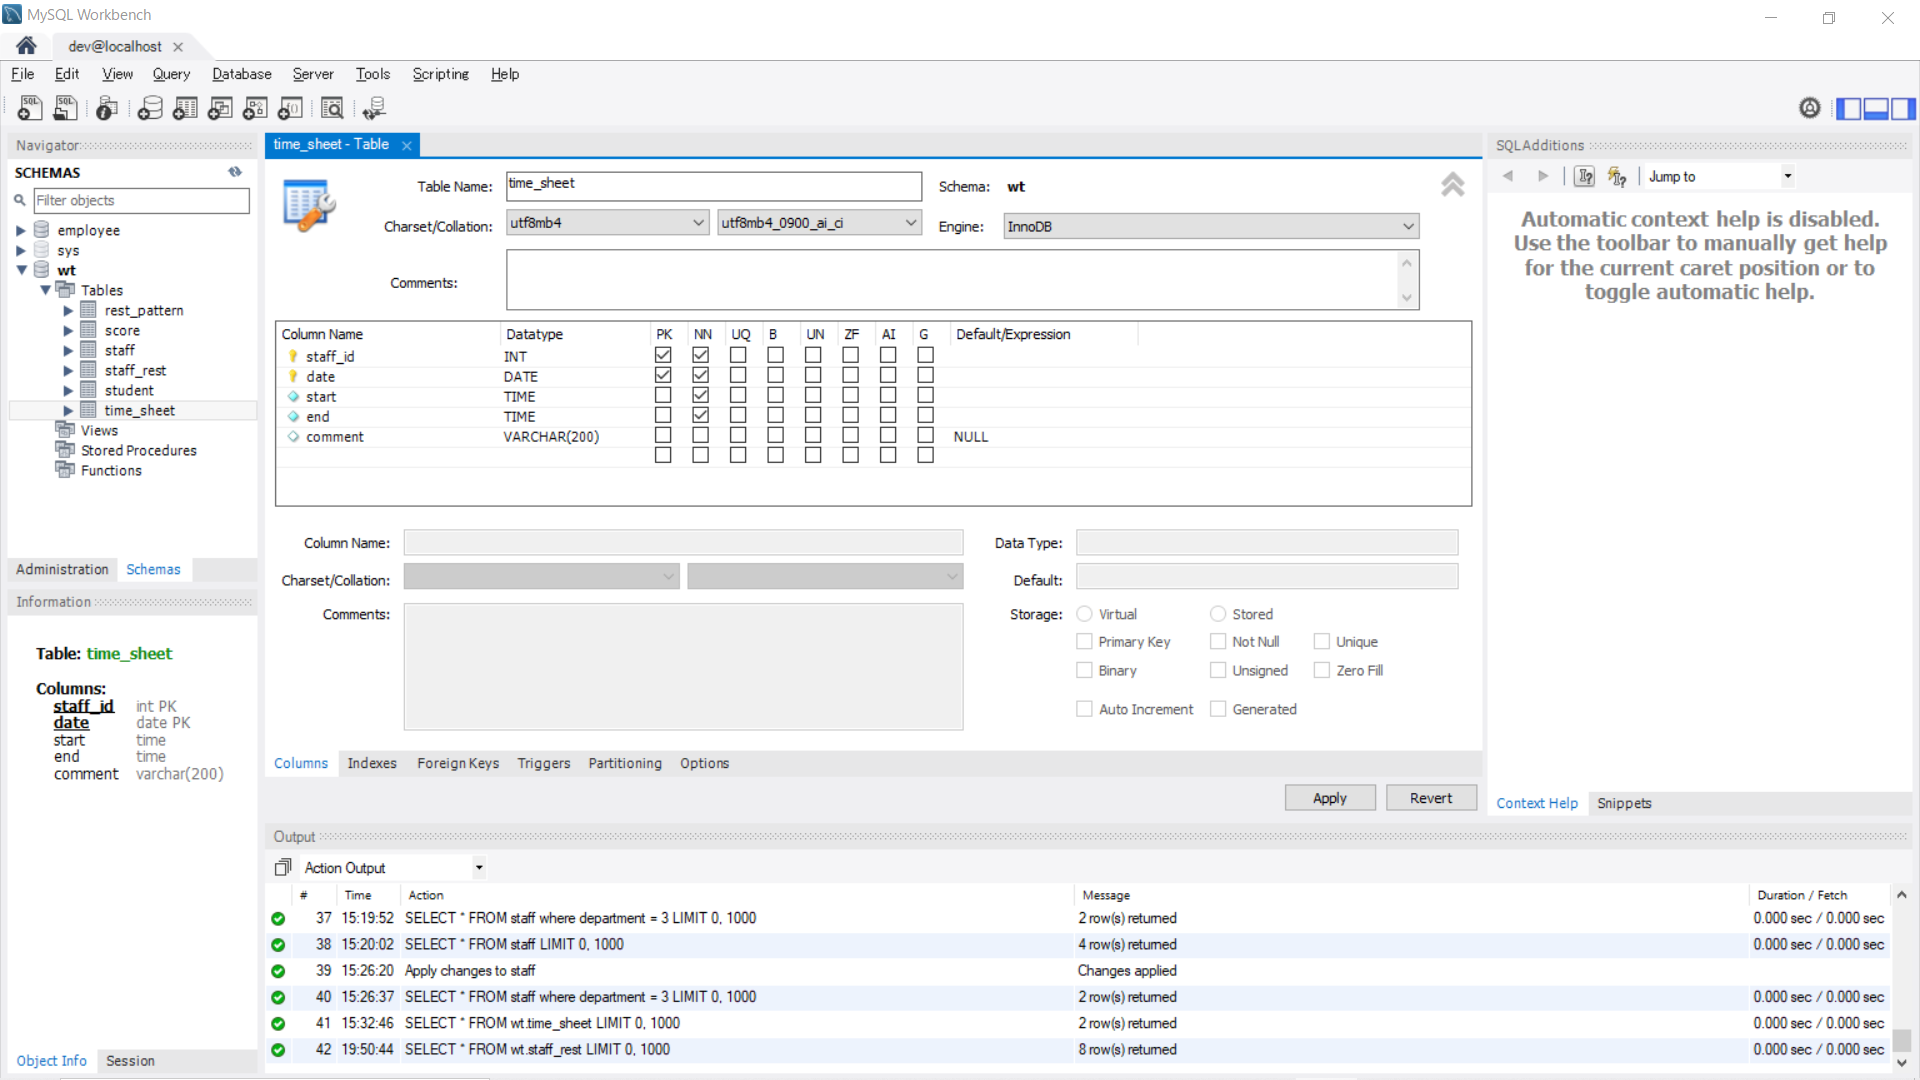 MySQL Workbench
dev@localhost
File Edit View Query Database Server Tools Scripting Help
Navigator
SCHEMAS
Filter objects
employee
sys
wt
Tables
rest_pattern
score
staff
staff_rest
student
time_sheet
Views
Stored Procedures
Functions
Administration Schemas
Information
Table: time_sheet
Columns:
staff_id int PK
date date PK
start time
end time
comment varchar(200)
Object Info Session
time_sheet - Table
Table Name: time_sheet Schema: wt
Charset/Collation: utf8mb4 utf8mb4_0900_ai_ci Engine: InnoDB
Comments:
Column Name Datatype PK NN UQ B UN ZF AI G Default/Expression
staff_id INT
date DATE
start TIME
end TIME
comment VARCHAR(200) NULL
Column Name: Data Type:
Charset/Collation: Default:
Comments: Storage: Virtual Stored
Primary Key Not Null Unique
Binary Unsigned Zero Fill
Auto Increment Generated
Columns Indexes Foreign Keys Triggers Partitioning Options
Apply Revert
SQLAdditions
Jump to
Automatic context help is disabled.
Use the toolbar to manually get help
for the current caret position or to
toggle automatic help.
Context Help Snippets
Output
Action Output
# Time Action Message Duration / Fetch
37 15:19:52 SELECT * FROM staff where department = 3 LIMIT 0, 1000 2 row(s) returned 0.000 sec / 0.000 sec
38 15:20:02 SELECT * FROM staff LIMIT 0, 1000 4 row(s) returned 0.000 sec / 0.000 sec
39 15:26:20 Apply changes to staff Changes applied
40 15:26:37 SELECT * FROM staff where department = 3 LIMIT 0, 1000 2 row(s) returned 0.000 sec / 0.000 sec
41 15:32:46 SELECT * FROM wt.time_sheet LIMIT 0, 1000 2 row(s) returned 0.000 sec / 0.000 sec
42 19:50:44 SELECT * FROM wt.staff_rest LIMIT 0, 1000 8 row(s) returned 0.000 sec / 0.000 sec